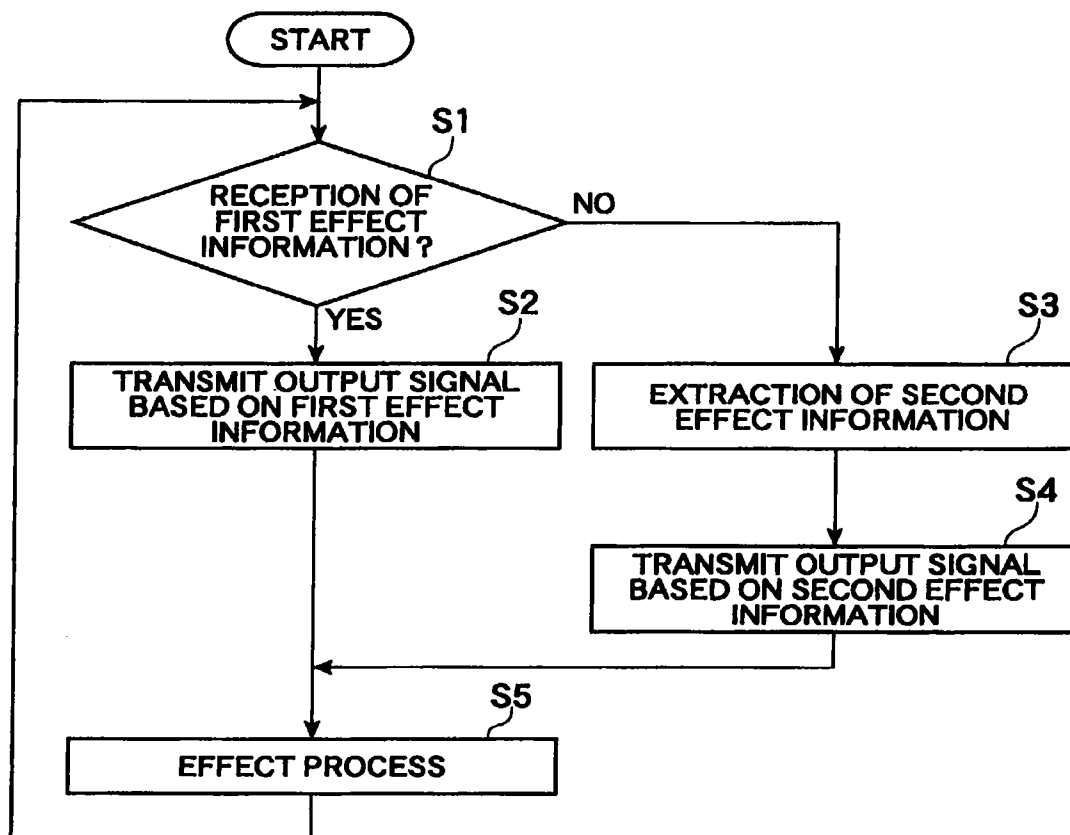 START
S1
RECEPTION OF
FIRST EFFECT
INFORMATION ?
NO
YES
S2
TRANSMIT OUTPUT SIGNAL
BASED ON FIRST EFFECT
INFORMATION
S3
EXTRACTION OF SECOND
EFFECT INFORMATION
S4
TRANSMIT OUTPUT SIGNAL
BASED ON SECOND EFFECT
INFORMATION
S5
EFFECT PROCESS